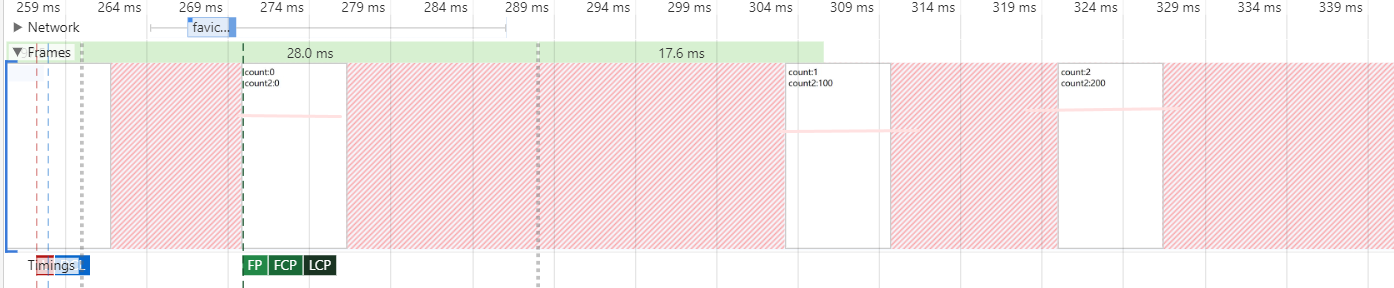 259 ms 264 ms 269 ms 274 ms 279 ms 284 ms 289 ms 294 ms 299 ms 304 ms 309 ms 314 ms 319 ms 324 ms 329 ms 334 ms 339 ms
Network
favic...
Frames
28.0 ms 17.6 ms
count:0
count2:0
count:1
count2:100
count:2
count2:200
Timings L
FP FCP LCP